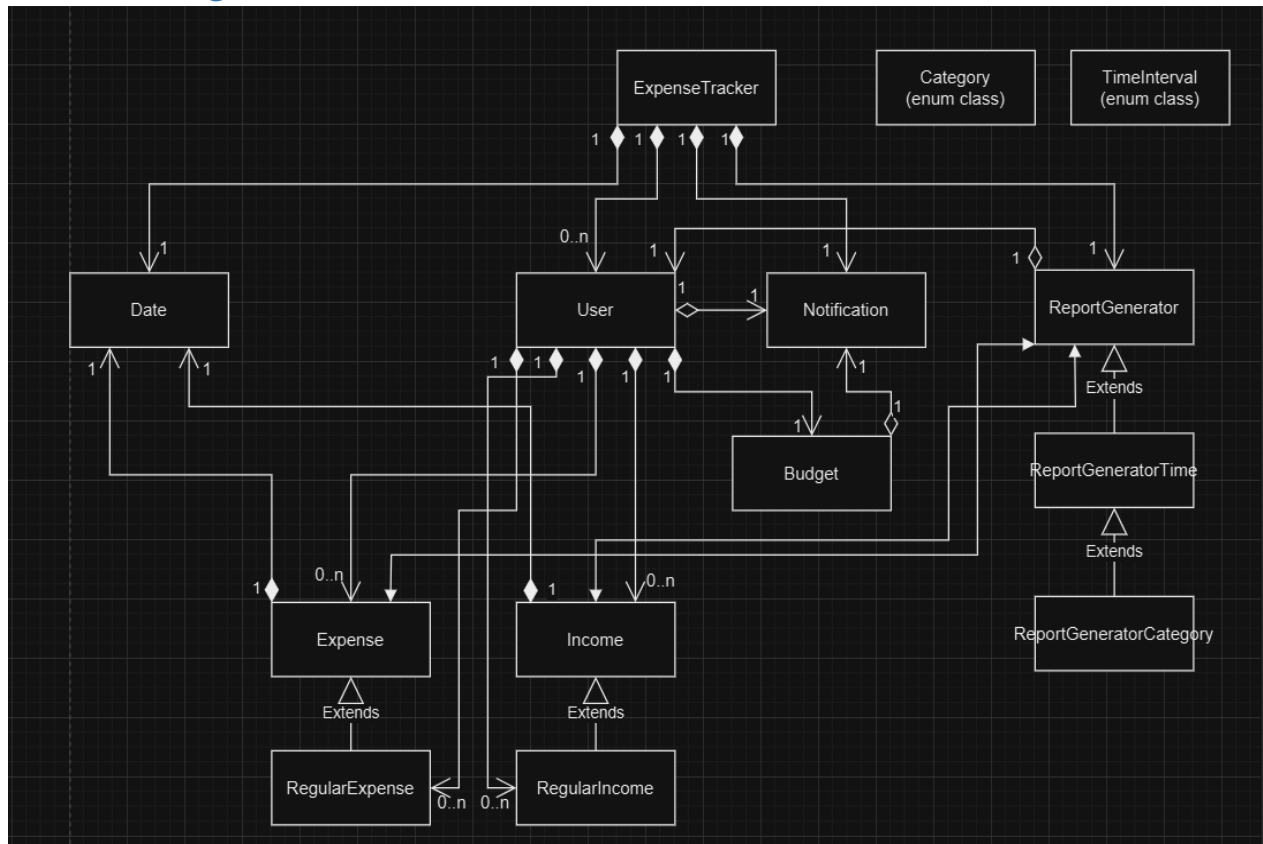 ExpenseTracker
Category
(enum class)
TimeInterval
(enum class)
1
1
1
1
1
0..n
1
1
1
1
Date
User
1
1
Notification
ReportGenerator
1
1
1
1
1
1
1
1
Extends
1
1
Budget
ReportGeneratorTime
Extends
1
0..n
1
0..n
Expense
Income
ReportGeneratorCategory
Extends
Extends
RegularExpense
0..n
0..n
RegularIncome